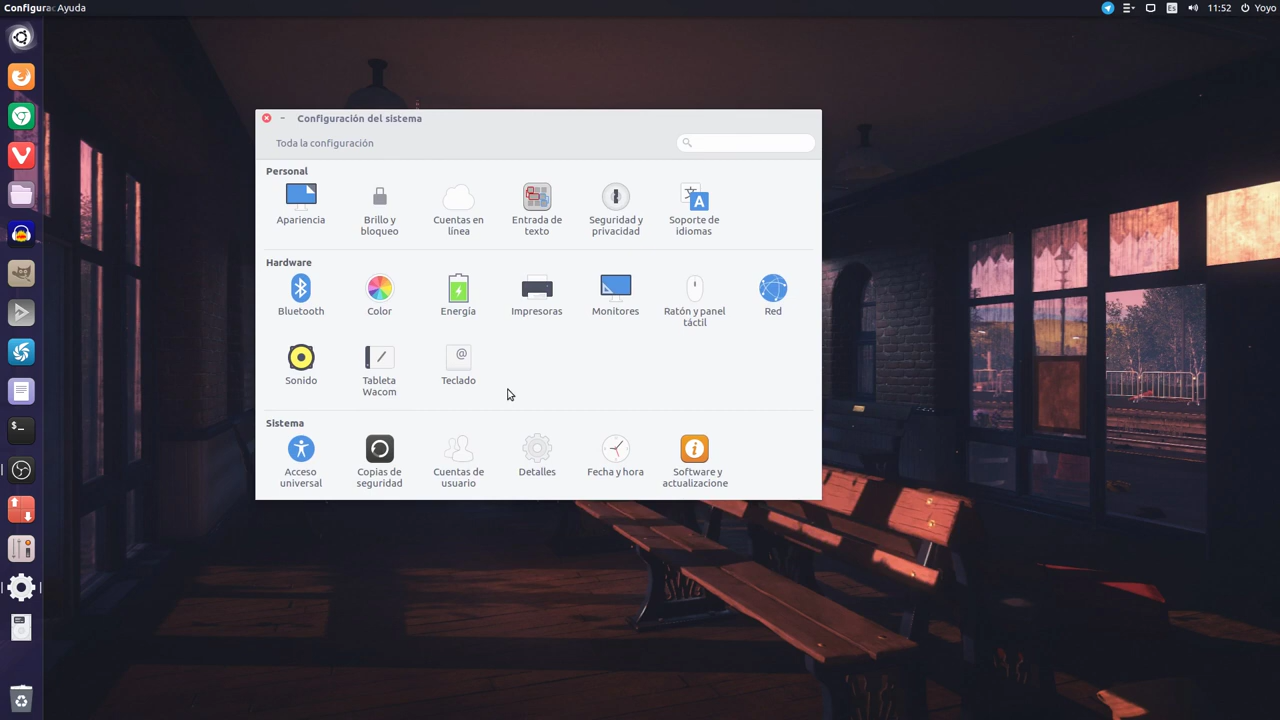 Configurac Ayuda
Es
11:52
Yoyo
Configuración del sistema
Toda la configuración
Personal
Apariencia
Brillo y
bloqueo
Cuentas en
línea
Entrada de
texto
Seguridad y
privacidad
Soporte de
idiomas
Hardware
Bluetooth
Color
Energía
Impresoras
Monitores
Ratón y panel
táctil
Red
Sonido
Tableta
Wacom
Teclado
Sistema
Acceso
universal
Copias de
seguridad
Cuentas de
usuario
Detalles
Fecha y hora
Software y
actualizacione